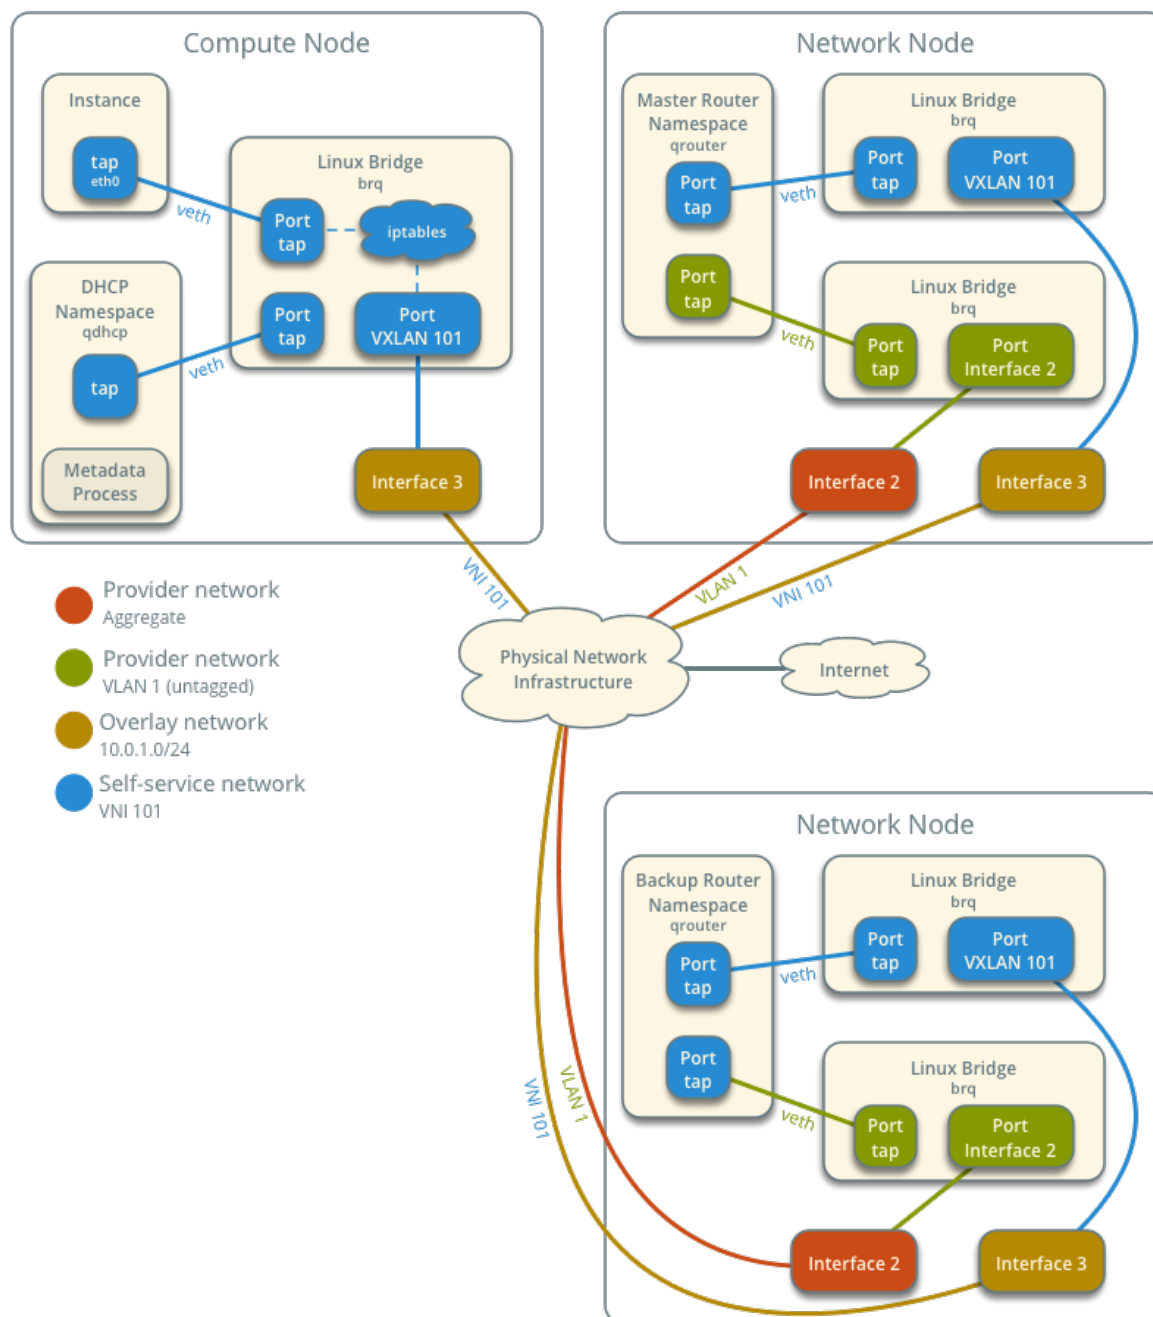 Compute Node
Instance
tap
eth0
veth
Linux Bridge
brq
Port
tap
iptables
DHCP
Namespace
qdhcp
tap
veth
Port
tap
Port
VXLAN 101
Metadata
Process
Interface 3
VNI 101
Network Node
Master Router
Namespace
qrouter
Port
tap
veth
Linux Bridge
brq
Port
tap
Port
VXLAN 101
Port
tap
veth
Linux Bridge
brq
Port
tap
Port
Interface 2
Interface 2
Interface 3
VLAN 1
VNI 101
Provider network
Aggregate
Provider network
VLAN 1 (untagged)
Overlay network
10.0.1.0/24
Self-service network
VNI 101
Physical Network
Infrastructure
Internet
VNI 101
VLAN 1
Network Node
Backup Router
Namespace
qrouter
Port
tap
veth
Linux Bridge
brq
Port
tap
Port
VXLAN 101
Port
tap
veth
Linux Bridge
brq
Port
tap
Port
Interface 2
Interface 2
Interface 3